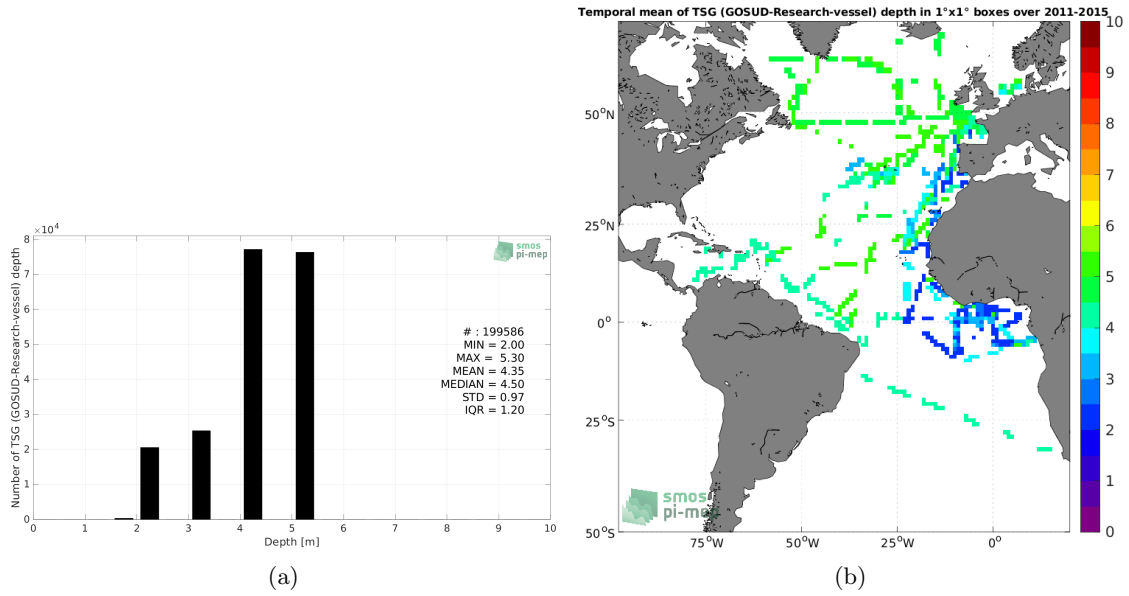 ×10⁴
8
7
6
5
4
3
2
1
0
Number of TSG (GOSUD-Research-vessel) depth
smos
pi-mep
# : 199586
MIN = 2.00
MAX = 5.30
MEAN = 4.35
MEDIAN = 4.50
STD = 0.97
IQR = 1.20
0 1 2 3 4 5 6 7 8 9 10
Depth [m]
(a)
Temporal mean of TSG (GOSUD-Research-vessel) depth in 1°x1° boxes over 2011-2015
50°N
25°N
0°
25°S
50°S
75°W 50°W 25°W 0°
smos
pi-mep
10
9
8
7
6
5
4
3
2
1
0
(b)